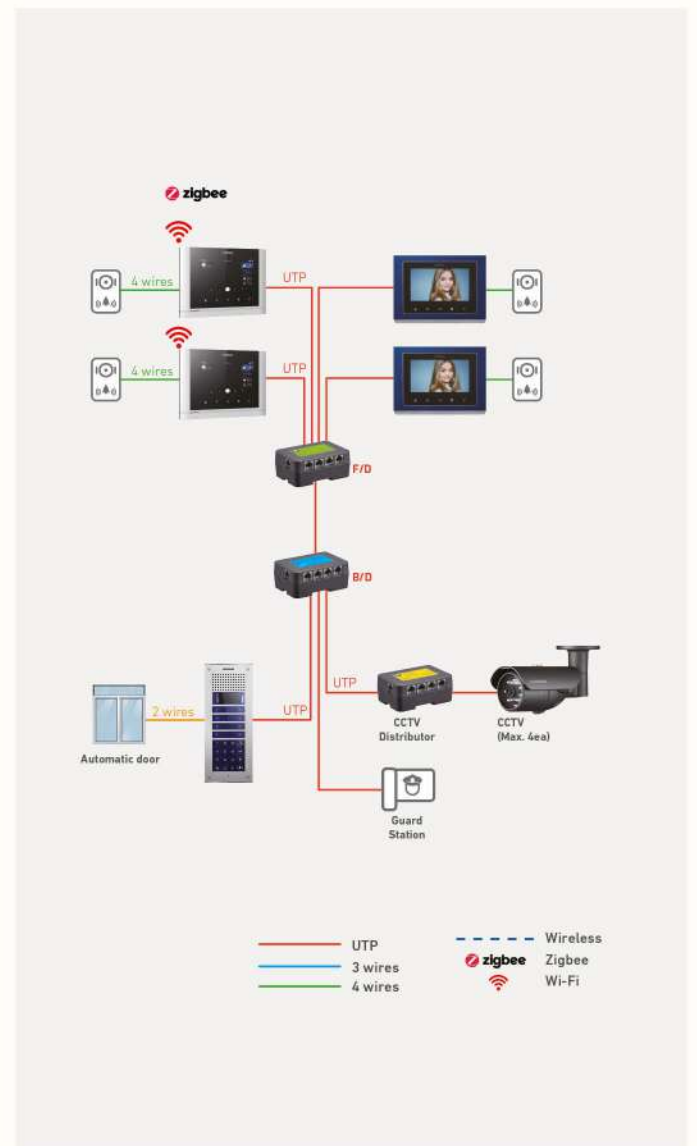 zigbee
4 wires
UTP
4 wires
UTP
F/D
B/D
UTP
2 wires
UTP
Automatic door
CCTV
Distributor
CCTV
(Max. 4ea)
Guard
Station
UTP
3 wires
4 wires
Wireless
zigbee Zigbee
Wi-Fi